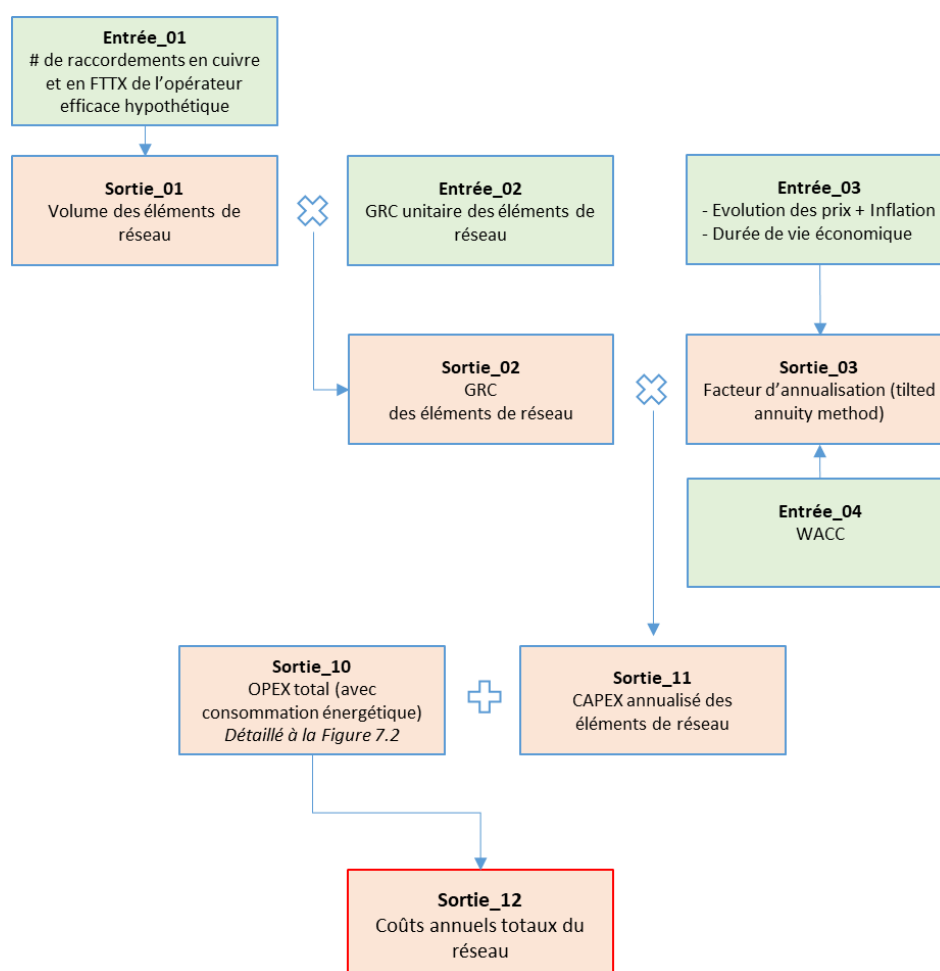 Entrée_01
# de raccordements en cuivre
et en FTTX de l'opérateur
efficace hypothétique
Sortie_01
Volume des éléments de
réseau
Entrée_02
GRC unitaire des éléments de
réseau
Entrée_03
- Evolution des prix + Inflation
- Durée de vie économique
Sortie_02
GRC
des éléments de réseau
Sortie_03
Facteur d'annualisation (tilted
annuity method)
Entrée_04
WACC
Sortie_10
OPEX total (avec
consommation énergétique)
Détaillé à la Figure 7.2
Sortie_11
CAPEX annualisé des
éléments de réseau
Sortie_12
Coûts annuels totaux du
réseau